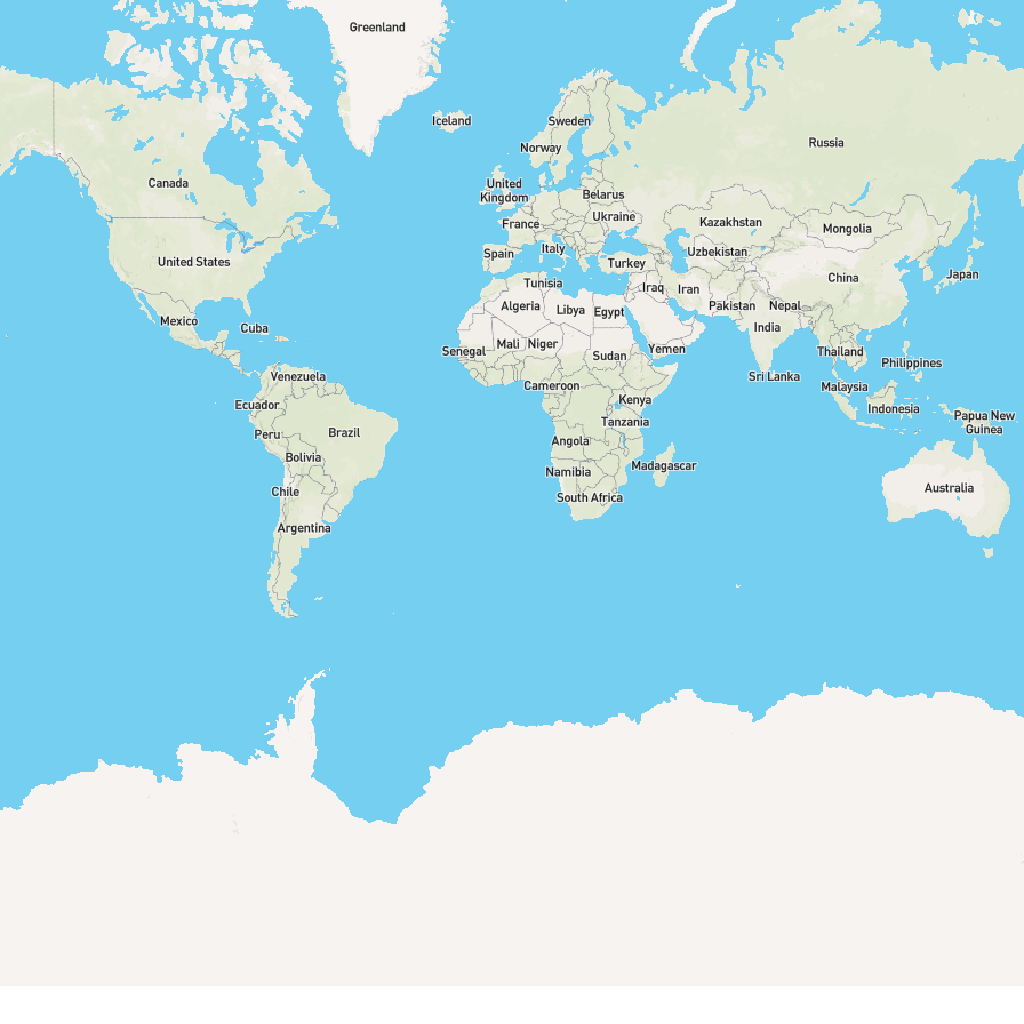 Greenland
Iceland
Sweden
Norway
Russia
Canada
United
Kingdom
Belarus
Ukraine
France
Kazakhstan
Mongolia
Italy
Spain
Uzbekistan
United States
Turkey
China
Japan
Tunisia
Iraq
Iran
Algeria
Libya
Egypt
Pakistan
Nepal
Mexico
Cuba
India
Mali
Niger
Senegal
Sudan
Yemen
Thailand
Philippines
Venezuela
Cameroon
Sri Lanka
Malaysia
Ecuador
Kenya
Indonesia
Papua New
Guinea
Peru
Brazil
Tanzania
Angola
Bolivia
Namibia
Madagascar
Chile
South Africa
Australia
Argentina